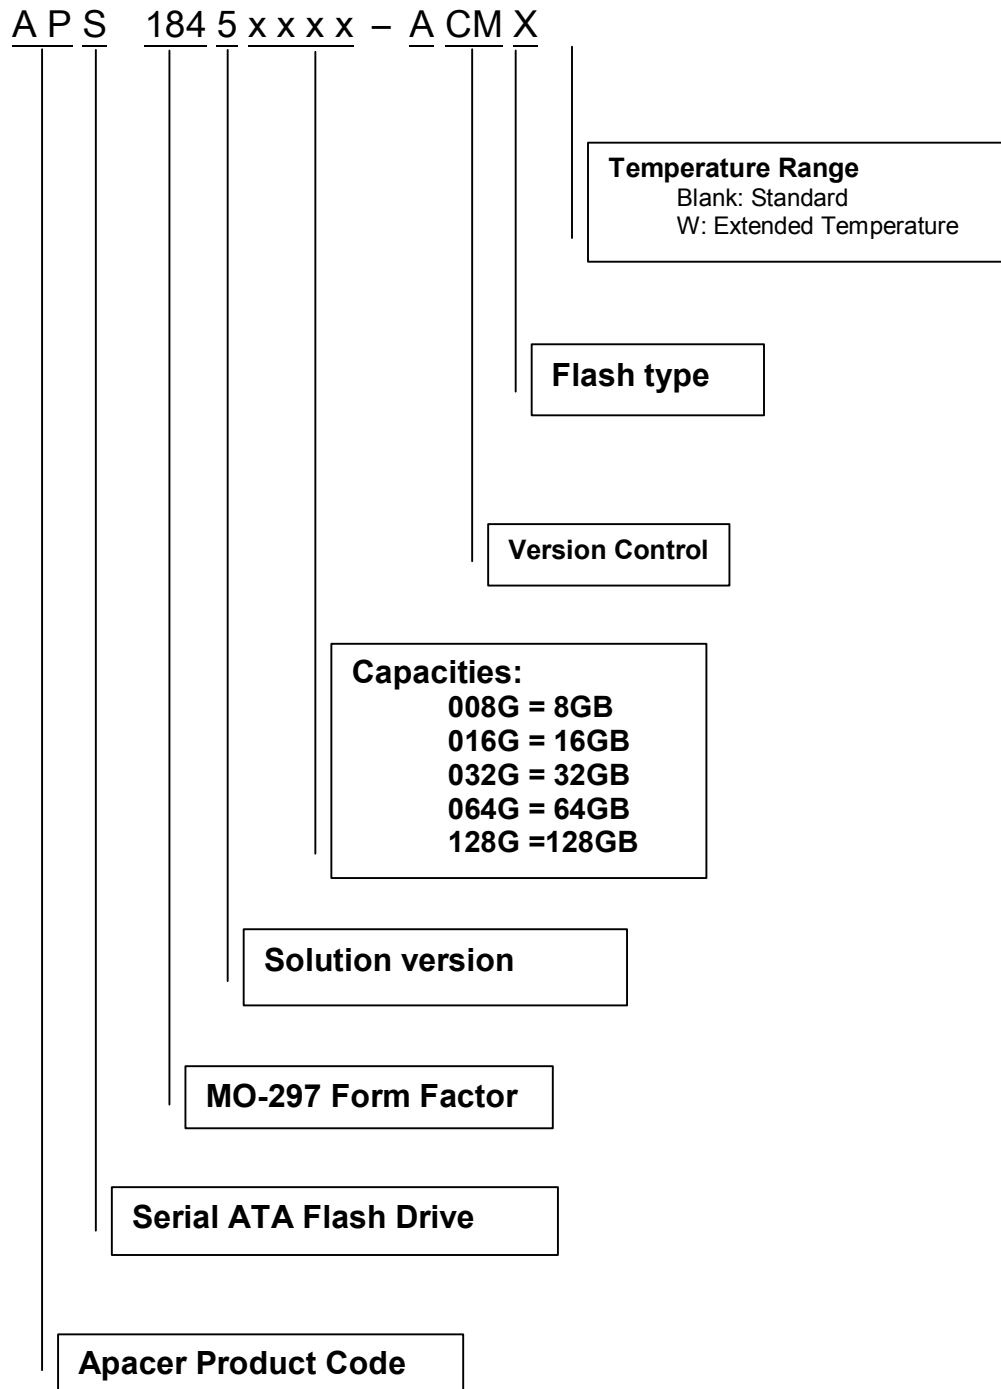 A P S 184 5 x x x x – A CM X
Temperature Range
Blank: Standard
W: Extended Temperature
Flash type
Version Control
Capacities:
008G = 8GB
016G = 16GB
032G = 32GB
064G = 64GB
128G =128GB
Solution version
MO-297 Form Factor
Serial ATA Flash Drive
Apacer Product Code